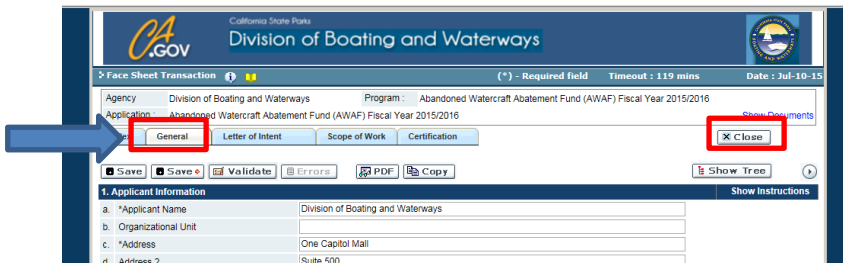 California State Parks
CA.GOV Division of Boating and Waterways
Face Sheet Transaction (*) - Required field Timeout : 119 mins Date : Jul-10-15
Agency Division of Boating and Waterways Program : Abandoned Watercraft Abatement Fund (AWAF) Fiscal Year 2015/2016
Application : Abandoned Watercraft Abatement Fund (AWAF) Fiscal Year 2015/2016 Show Documents
General Letter of Intent Scope of Work Certification Close
Save Save Validate Errors PDF Copy Show Tree
1. Applicant Information Show Instructions
a. *Applicant Name Division of Boating and Waterways
b. Organizational Unit
c. *Address One Capitol Mall
d. Address 2 Suite 500